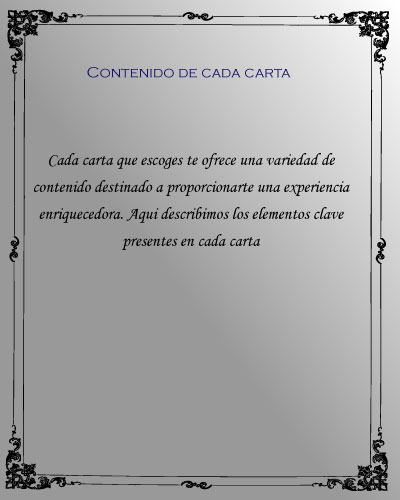 Contenido de cada carta
Cada carta que escoges te ofrece una variedad de
contenido destinado a proporcionarte una experiencia
enriquecedora. Aqui describimos los elementos clave
presentes en cada carta